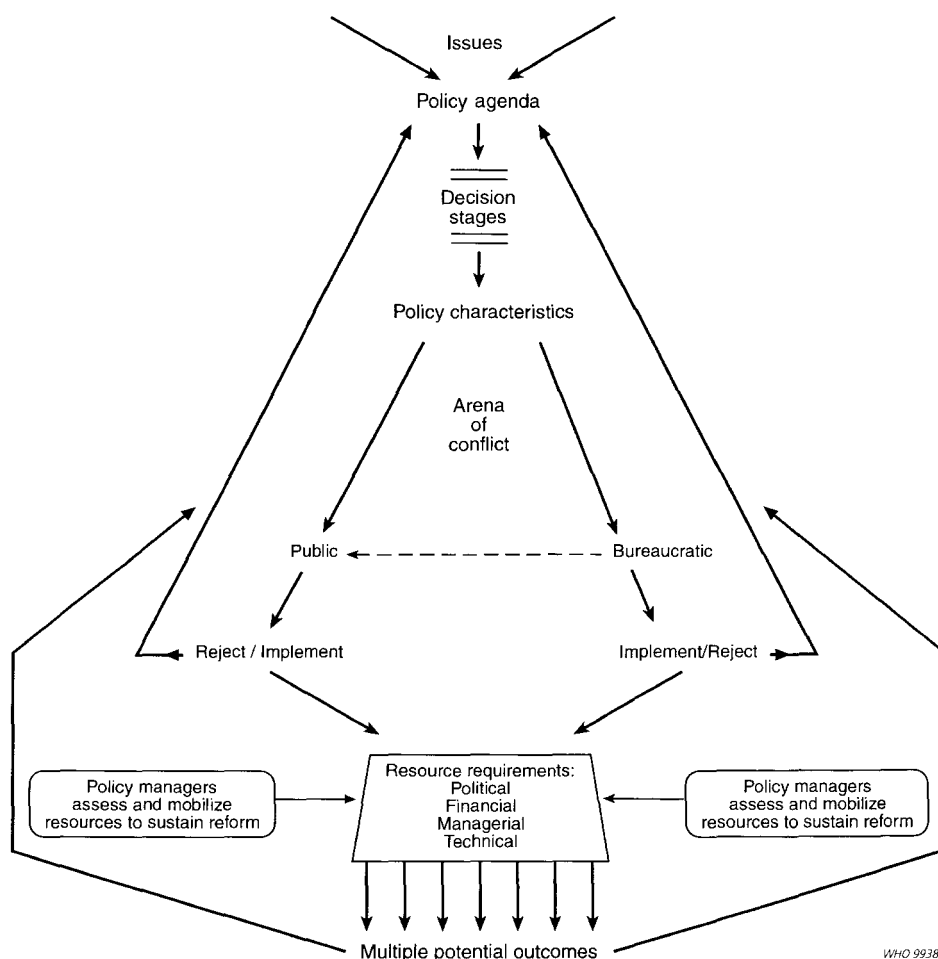 Issues
Policy agenda
Decision
stages
Policy characteristics
Arena
of
conflict
Public
Bureaucratic
Reject / Implement
Implement/Reject
Policy managers
assess and mobilize
resources to sustain reform
Resource requirements:
Political
Financial
Managerial
Technical
Policy managers
assess and mobilize
resources to sustain reform
Multiple potential outcomes
WHO 9938